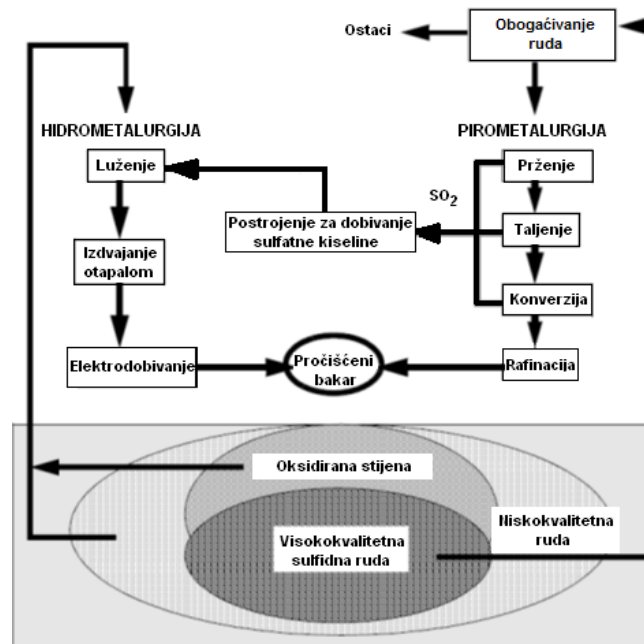 Ostaci
Obogaćivanje
ruda
HIDROMETALURGIJA
PIROMETALURGIJA
Luženje
Prženje
SO2
Postrojenje za dobivanje
sulfatne kiseline
Taljenje
Izdvajanje
otapalom
Konverzija
Elektrodobivanje
Pročišćeni
bakar
Rafinacija
Oksidirana stijena
Niskokvalitetna
ruda
Visokokvalitetna
sulfidna ruda